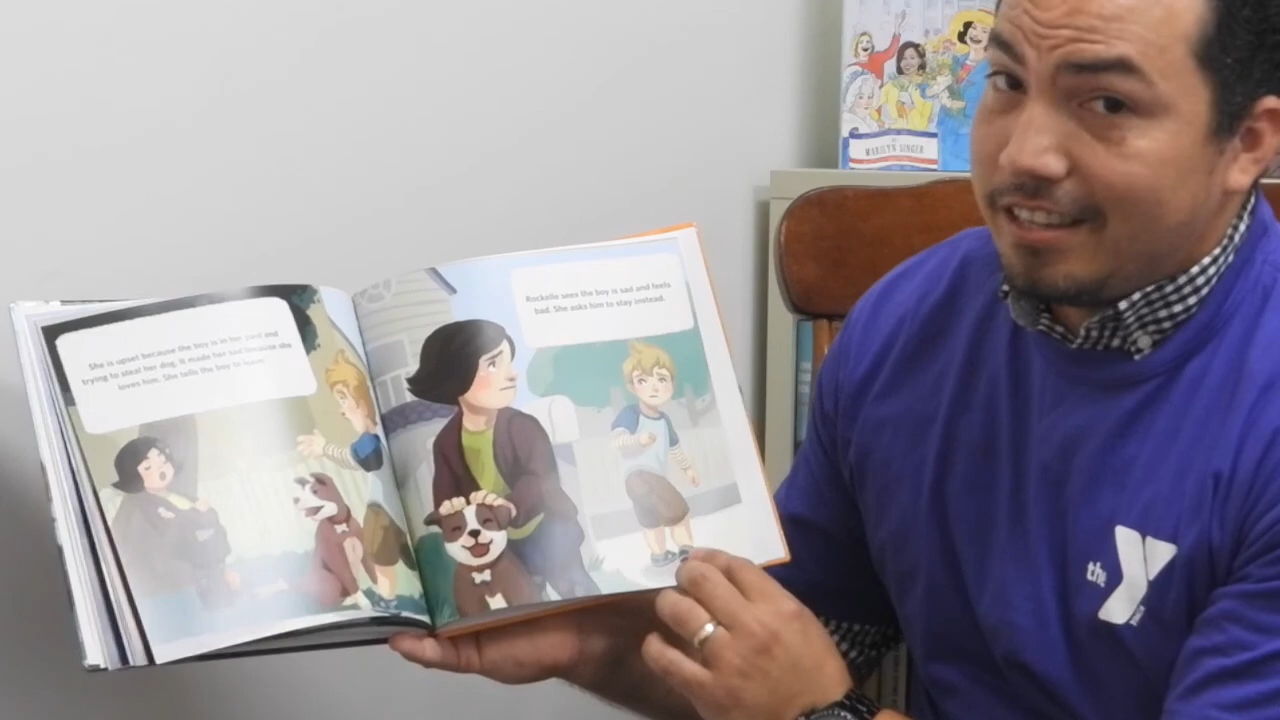 She is upset because the boy is in her yard and
trying to steal her dog. It made her sad because she
loves him. She tells the boy to leave.
Rockelle sees the boy is sad and feels
bad. She asks him to stay instead.
MARILYN SINGER
the Y